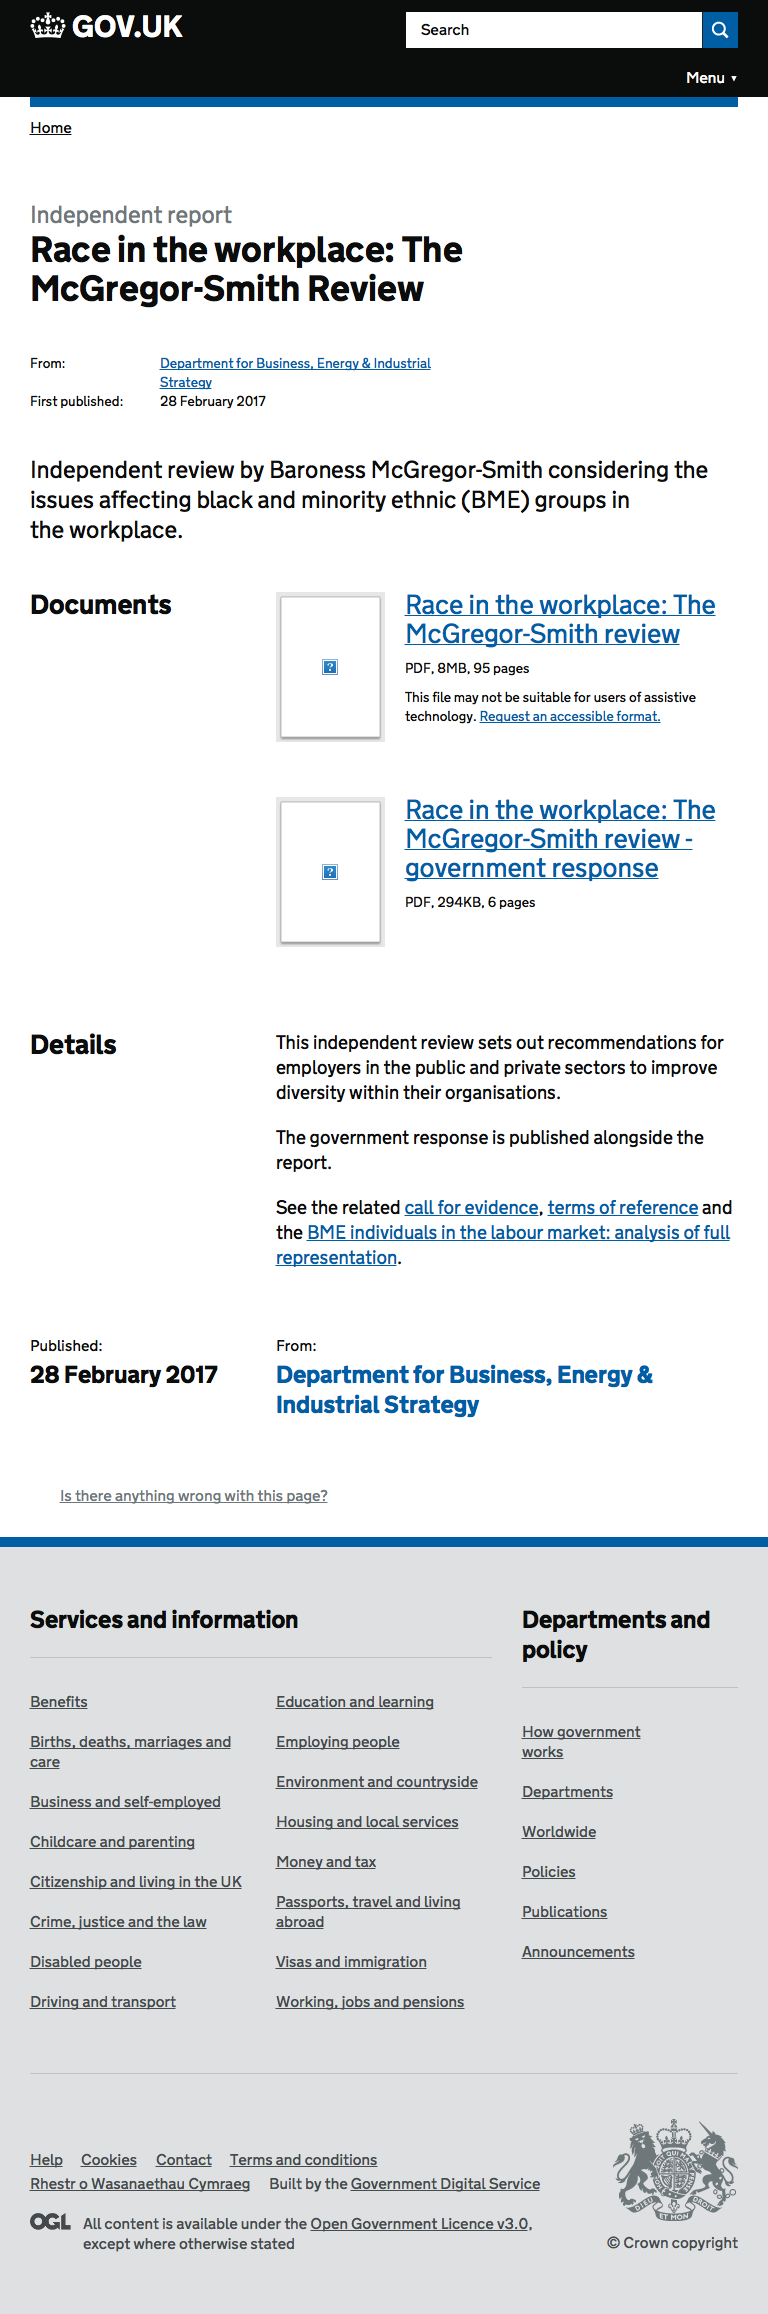 GOV.UK
Search
Menu ▼
Home
Independent report
Race in the workplace: The
McGregor-Smith Review
From:
Department for Business, Energy & Industrial
Strategy
First published:
28 February 2017
Independent review by Baroness McGregor-Smith considering the
issues affecting black and minority ethnic (BME) groups in
the workplace.
Documents
Race in the workplace: The
McGregor-Smith review
PDF, 8MB, 95 pages
This file may not be suitable for users of assistive
technology. Request an accessible format.
Race in the workplace: The
McGregor-Smith review -
government response
PDF, 294KB, 6 pages
Details
This independent review sets out recommendations for
employers in the public and private sectors to improve
diversity within their organisations.
The government response is published alongside the
report.
See the related call for evidence, terms of reference and
the BME individuals in the labour market: analysis of full
representation.
Published:
28 February 2017
From:
Department for Business, Energy &
Industrial Strategy
Is there anything wrong with this page?
Services and information
Benefits
Births, deaths, marriages and
care
Business and self-employed
Childcare and parenting
Citizenship and living in the UK
Crime, justice and the law
Disabled people
Driving and transport
Education and learning
Employing people
Environment and countryside
Housing and local services
Money and tax
Passports, travel and living
abroad
Visas and immigration
Working, jobs and pensions
Departments and
policy
How government
works
Departments
Worldwide
Policies
Publications
Announcements
Help Cookies Contact Terms and conditions
Rhestr o Wasanaethau Cymraeg Built by the Government Digital Service
OGL
All content is available under the Open Government Licence v3.0,
except where otherwise stated
DIEU ET MON DROIT
© Crown copyright